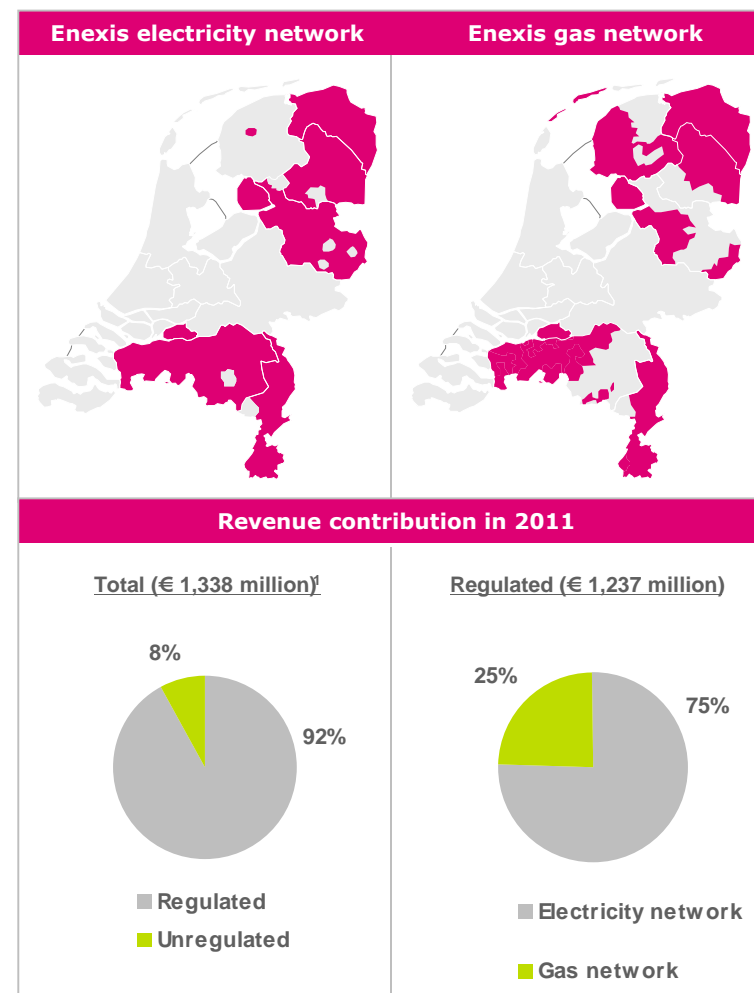 Enexis electricity network
Enexis gas network
Revenue contribution in 2011
Total (€ 1,338 million)¹
Regulated (€ 1,237 million)
8%
92%
25%
75%
Regulated
Unregulated
Electricity network
Gas network